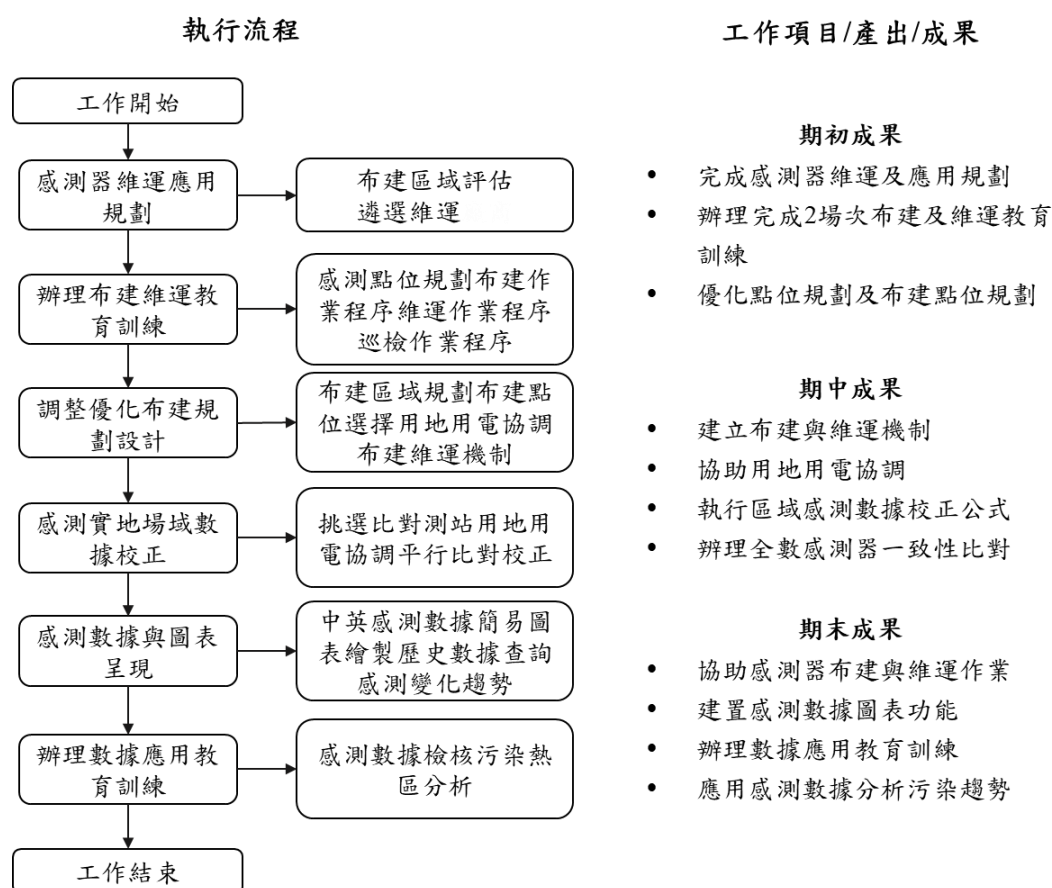 執行流程
工作開始
感測器維運應用
規劃
布建區域評估
遴選維運
辦理布建維運教
育訓練
感測點位規劃布建作
業程序維運作業程序
巡檢作業程序
調整優化布建規
劃設計
布建區域規劃布建點
位選擇用地用電協調
布建維運機制
感測實地場域數
據校正
挑選比對測站用地用
電協調平行比對校正
感測數據與圖表
呈現
中英感測數據簡易圖
表繪製歷史數據查詢
感測變化趨勢
辦理數據應用教
育訓練
感測數據檢核污染熱
區分析
工作結束
工作項目/產出/成果
期初成果
• 完成感測器維運及應用規劃
• 辦理完成2場次布建及維運教育
訓練
• 優化點位規劃及布建點位規劃
期中成果
• 建立布建與維運機制
• 協助用地用電協調
• 執行區域感測數據校正公式
• 辦理全數感測器一致性比對
期末成果
• 協助感測器布建與維運作業
• 建置感測數據圖表功能
• 辦理數據應用教育訓練
• 應用感測數據分析污染趨勢